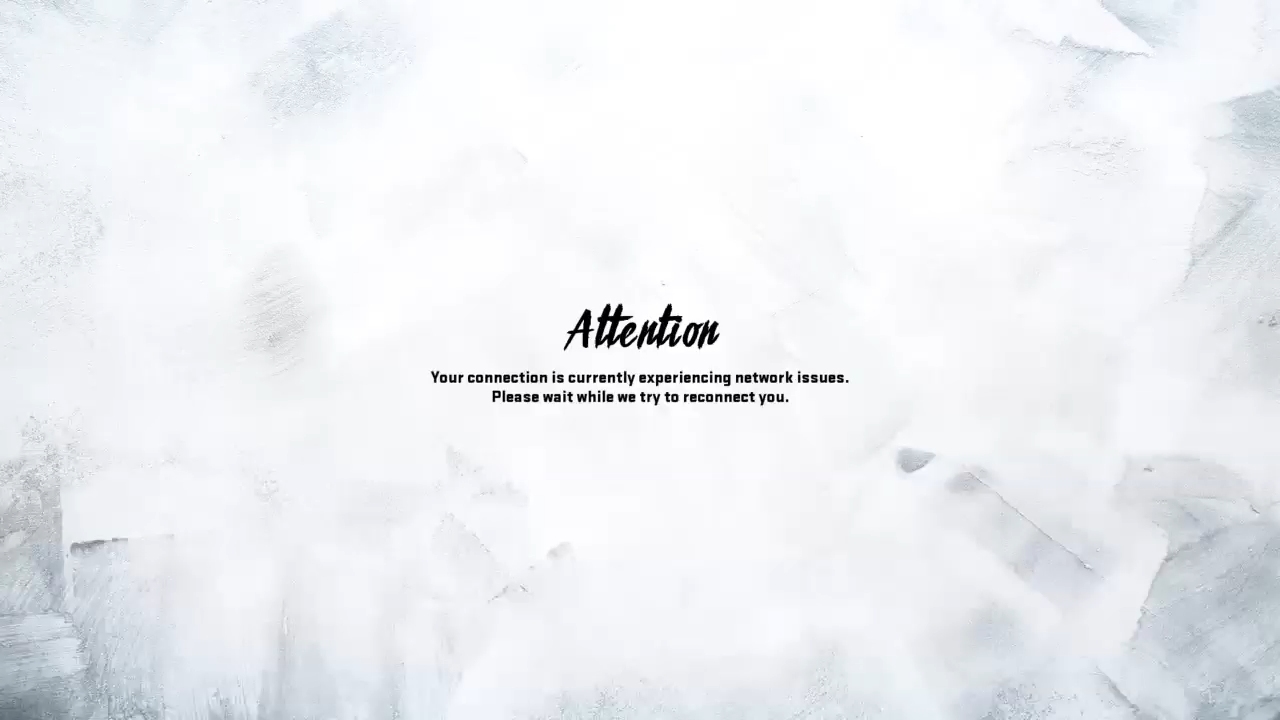 Attention
Your connection is currently experiencing network issues.
Please wait while we try to reconnect you.